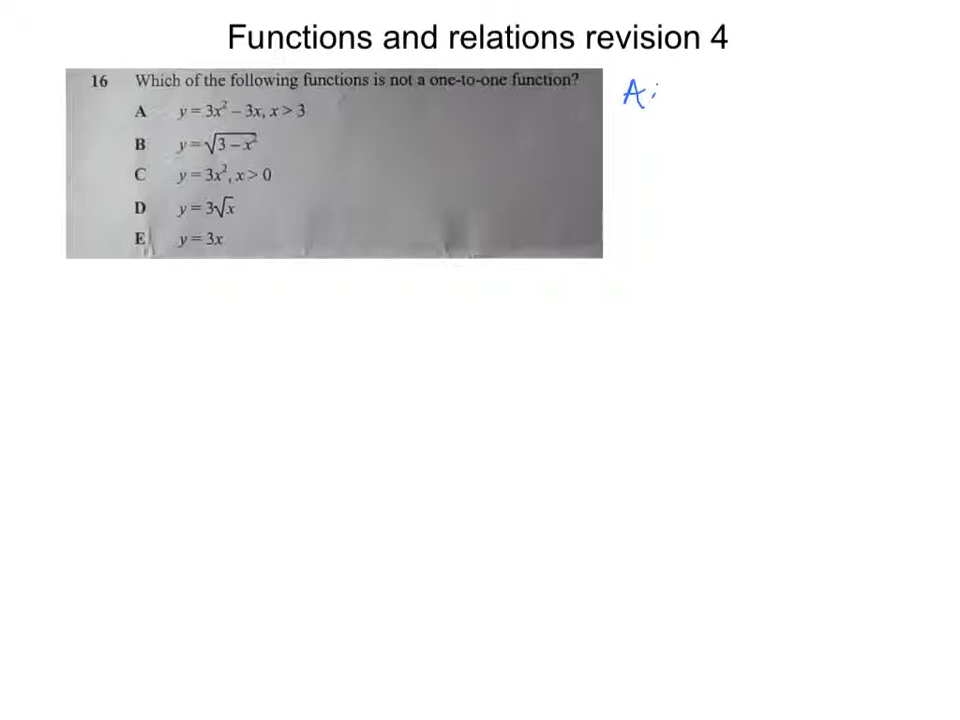 Functions and relations revision 4
16 Which of the following functions is not a one-to-one function?
A:
A y = 3x² – 3x, x > 3
B y = √(3 – x²)
C y = 3x², x > 0
D y = 3√x
E y = 3x